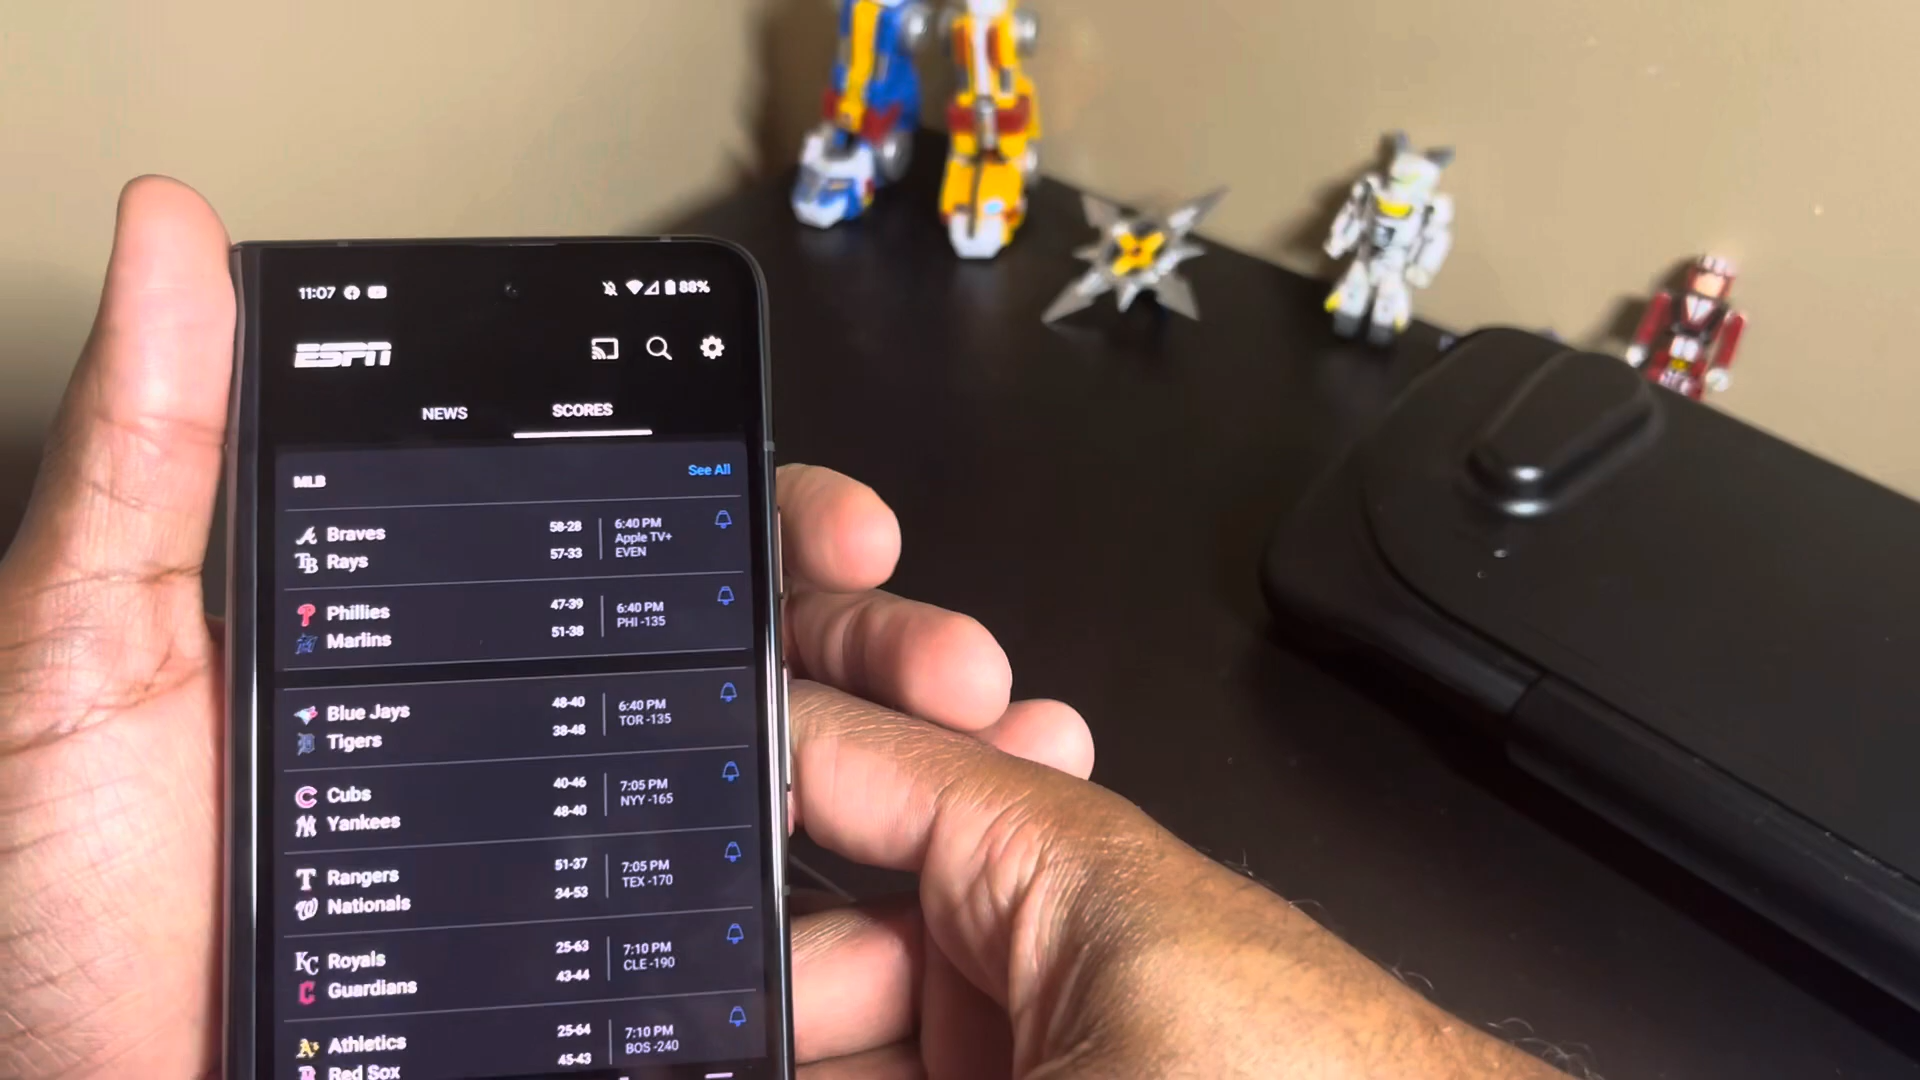 11:07 88%
ESPN
NEWS SCORES
MLB See All
Braves 58-28 6:40 PM
Apple TV+
Rays 57-33 EVEN
Phillies 47-39 6:40 PM
Marlins 51-38 PHI -135
Blue Jays 48-40 6:40 PM
Tigers 38-48 TOR -135
Cubs 40-46 7:05 PM
Yankees 48-40 NYY -165
Rangers 51-37 7:05 PM
Nationals 34-53 TEX -170
Royals 25-63 7:10 PM
Guardians 43-44 CLE -190
Athletics 25-64 7:10 PM
Red Sox 45-43 BOS -240